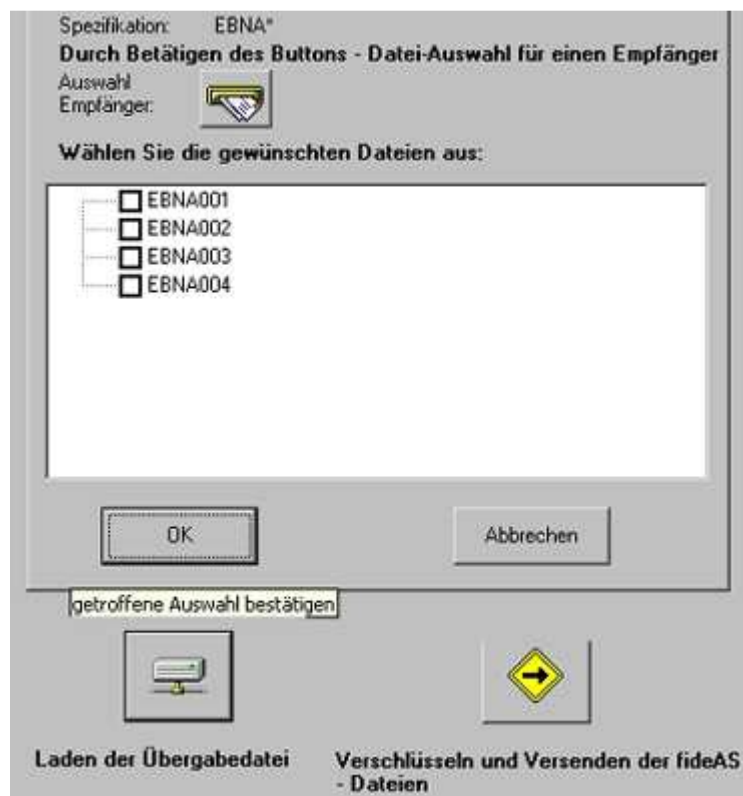 Spezifikation: EBNA*
Durch Betätigen des Buttons - Datei-Auswahl für einen Empfänger
Auswahl
Empfänger:
Wählen Sie die gewünschten Dateien aus:
EBNA001
EBNA002
EBNA003
EBNA004
OK Abbrechen
getroffene Auswahl bestätigen
Laden der Übergabedatei
Verschlüsseln und Versenden der fideAS
- Dateien